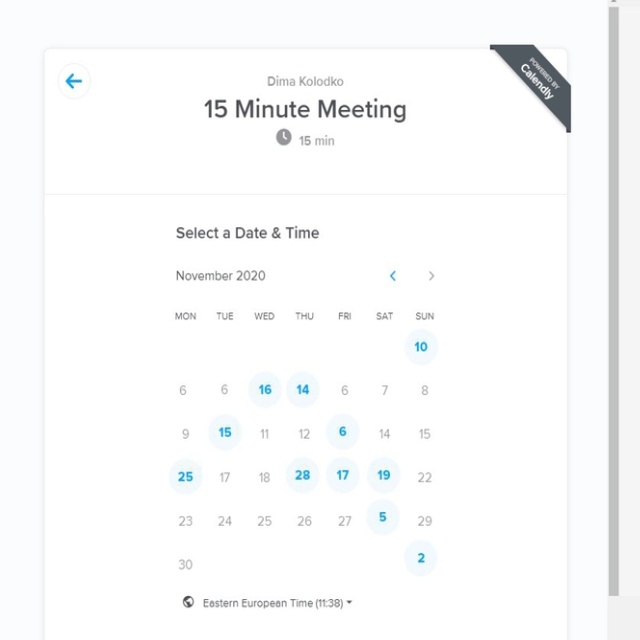 Dima Kolodko
15 Minute Meeting
15 min
POWERED BY
Calendly
Select a Date & Time
November 2020
MON TUE WED THU FRI SAT SUN
10
6 6 16 14 6 7 8
9 15 11 12 6 14 15
25 17 18 28 17 19 22
23 24 25 26 27 5 29
30 2
Eastern European Time (11:38)